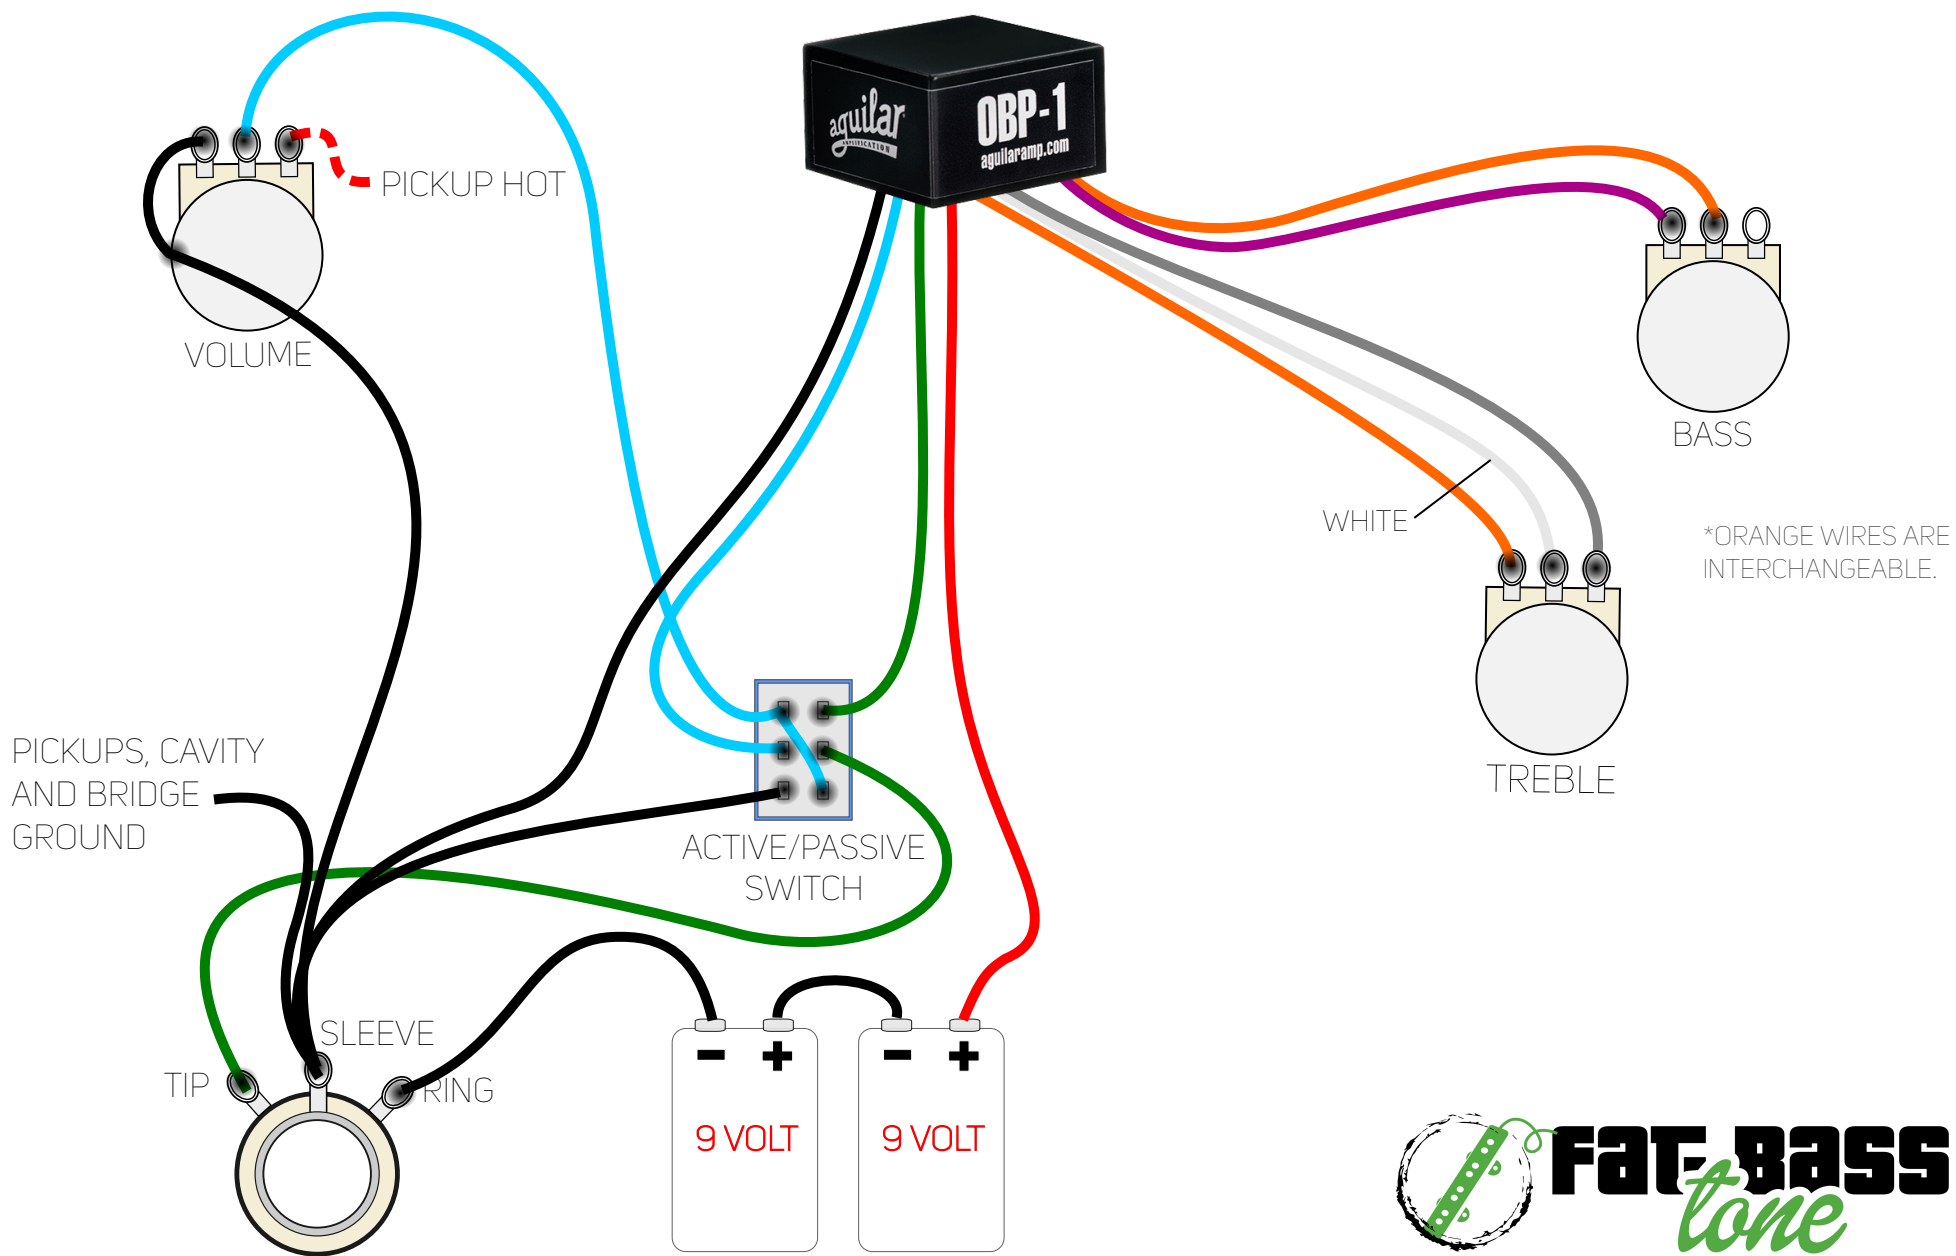 aguilar
AMPLIFICATION
OBP-1
aguilaramp.com
PICKUP HOT
VOLUME
BASS
WHITE
*ORANGE WIRES ARE
INTERCHANGEABLE.
TREBLE
PICKUPS, CAVITY
AND BRIDGE
GROUND
ACTIVE/PASSIVE
SWITCH
SLEEVE
TIP
RING
- +
- +
9 VOLT
9 VOLT
FAT-BASS
tone